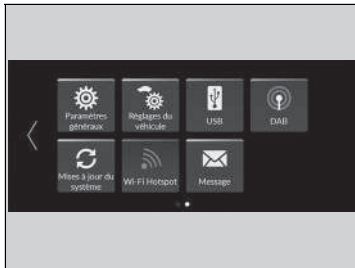 Paramètres
généraux
Réglages du
véhicule
USB
DAB
Mises à jour du
système
Wi-Fi Hotspot
Message